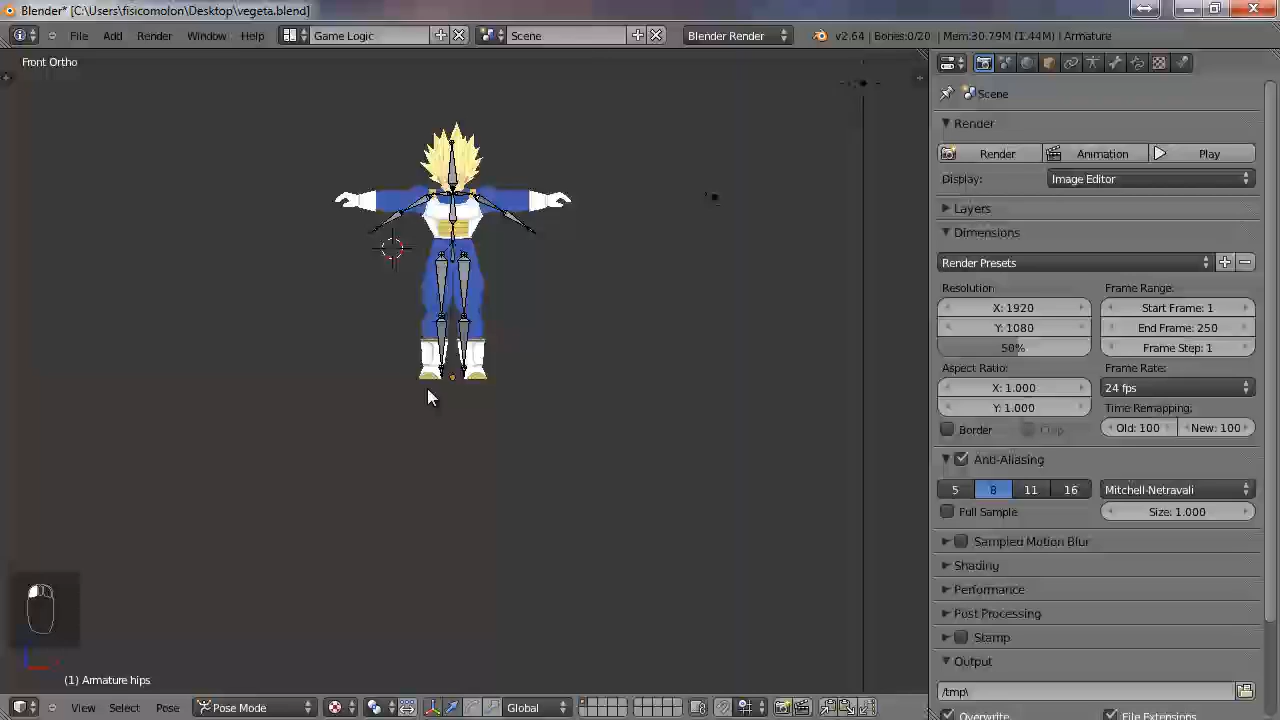 Blender* [C:\Users\fisicomolon\Desktop\vegeta.blend]
File Add Render Window Help Game Logic Scene Blender Render v2.64 | Bones:0/20 | Mem:30.79M (1.44M) | Armature
Front Ortho
Scene
Render
Render Animation Play
Display: Image Editor
Layers
Dimensions
Render Presets
Resolution: Frame Range:
X: 1920 Start Frame: 1
Y: 1080 End Frame: 250
50% Frame Step: 1
Aspect Ratio: Frame Rate:
X: 1.000 24 fps
Y: 1.000 Time Remapping:
Border Crop Old: 100 New: 100
Anti-Aliasing
5 8 11 16 Mitchell-Netravali
Full Sample Size: 1.000
Sampled Motion Blur
Shading
Performance
Post Processing
Stamp
Output
(1) Armature hips
/tmp\
View Select Pose Pose Mode Global
Overwrite File Extensions